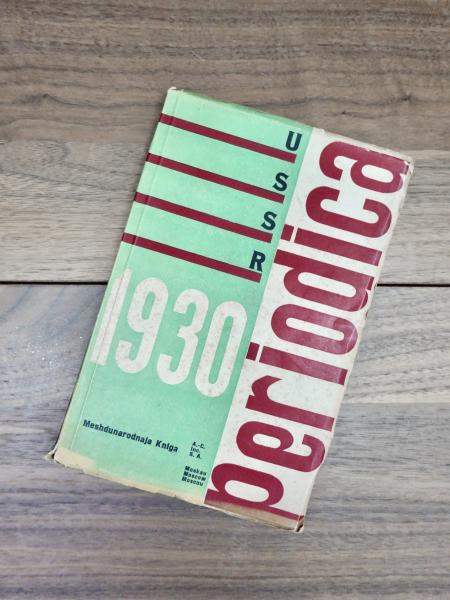 U
S
S
R
periodica
1930
Meshdunarodnaja Kniga
A.-C.
Inc.
S. A.
Moskau
Moscow
Moscou